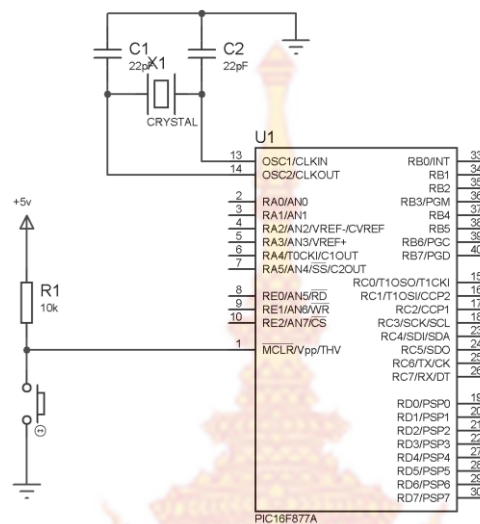 C1
22pF
X1
CRYSTAL
C2
22pF
U1
13 OSC1/CLKIN
14 OSC2/CLKOUT
2 RA0/AN0
3 RA1/AN1
4 RA2/AN2/VREF-/CVREF
5 RA3/AN3/VREF+
6 RA4/T0CKI/C1OUT
7 RA5/AN4/SS/C2OUT
8 RE0/AN5/RD
9 RE1/AN6/WR
10 RE2/AN7/CS
1 MCLR/Vpp/THV
RB0/INT 33
RB1 34
RB2 35
RB3/PGM 36
RB4 37
RB5 38
RB6/PGC 39
RB7/PGD 40
RC0/T1OSO/T1CKI 15
RC1/T1OSI/CCP2 16
RC2/CCP1 17
RC3/SCK/SCL 18
RC4/SDI/SDA 23
RC5/SDO 24
RC6/TX/CK 25
RC7/RX/DT 26
RD0/PSP0 19
RD1/PSP1 20
RD2/PSP2 21
RD3/PSP3 22
RD4/PSP4 27
RD5/PSP5 28
RD6/PSP6 29
RD7/PSP7 30
PIC16F877A
+5v
R1
10k